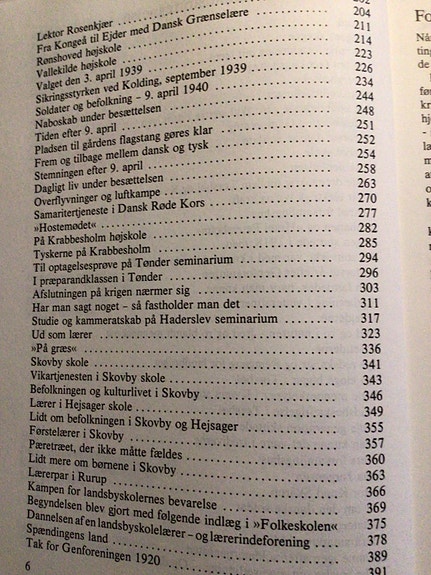 Lektor Rosenkjær ........ 202
Fra Kongeå til Ejder med Dansk Grænselære ........ 204
Rønshoved højskole ........ 211
Vallekilde højskole ........ 214
Valget den 3. april 1939 ........ 223
Sikringsstyrken ved Kolding, september 1939 ........ 226
Soldater og befolkning – 9. april 1940 ........ 234
Naboskab under besættelsen ........ 244
Tiden efter 9. april ........ 248
Pladsen til gårdens flagstang gøres klar ........ 251
Frem og tilbage mellem dansk og tysk ........ 252
Stemningen efter 9. april ........ 254
Dagligt liv under besættelsen ........ 258
Overflyvninger og luftkampe ........ 263
Samaritertjeneste i Dansk Røde Kors ........ 270
»Hostemødet« ........ 277
På Krabbesholm højskole ........ 282
Tyskerne på Krabbesholm ........ 285
Til optagelsesprøve på Tønder seminarium ........ 294
I præparandklassen i Tønder ........ 296
Afslutningen på krigen nærmer sig ........ 303
Har man sagt noget – så fastholder man det ........ 311
Studie og kammeratskab på Haderslev seminarium ........ 317
Ud som lærer ........ 323
»På græs« ........ 336
Skovby skole ........ 341
Vikartjenesten i Skovby skole ........ 343
Befolkning og kulturlivet i Skovby ........ 346
Lærer i Hejsager skole ........ 349
Lidt om befolkningen i Skovby og Hejsager ........ 355
Førstelærer i Skovby ........ 357
Pæretræet, der ikke måtte fældes ........ 360
Lidt mere om børnene i Skovby ........ 363
Lærerpar i Rurup ........ 366
Kampen for landsbyskolernes bevarelse ........ 369
Begyndelsen blev gjort med følgende indlæg i »Folkeskolen« ........ 375
Dannelsen af en landsbyskolelærer – og lærerindeforening ........ 378
Spændingens land ........ 389
Tak for Genforeningen 1920 ........ 391
6
Fo
Nå
ting
de